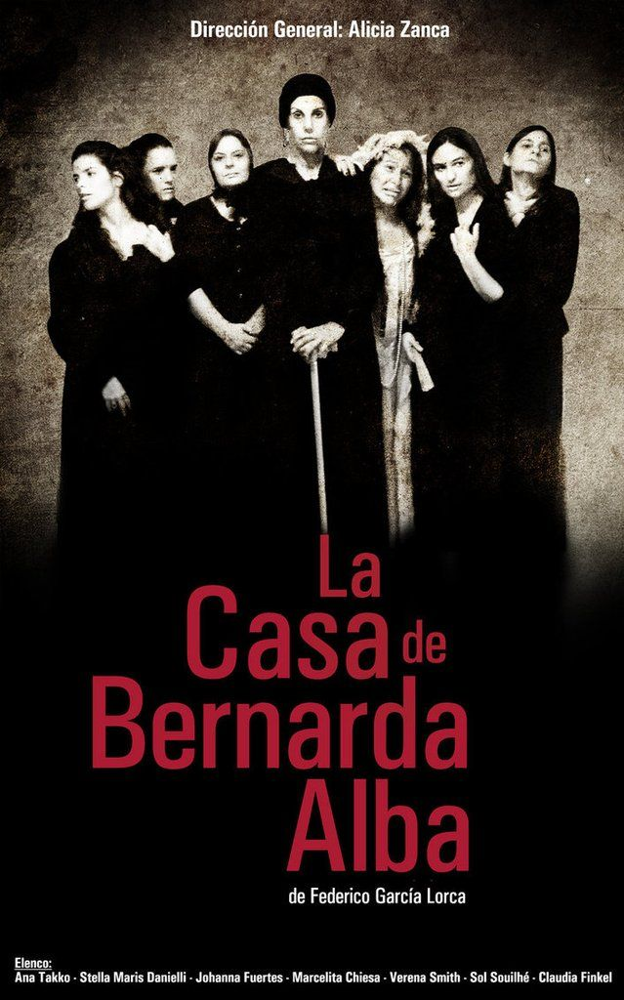 Dirección General: Alicia Zanca
La
Casa de
Bernarda
Alba
de Federico García Lorca
Elenco:
Ana Takko - Stella Maris Danielli - Johanna Fuertes - Marcelita Chiesa - Verena Smith - Sol Souilhé - Claudia Finkel